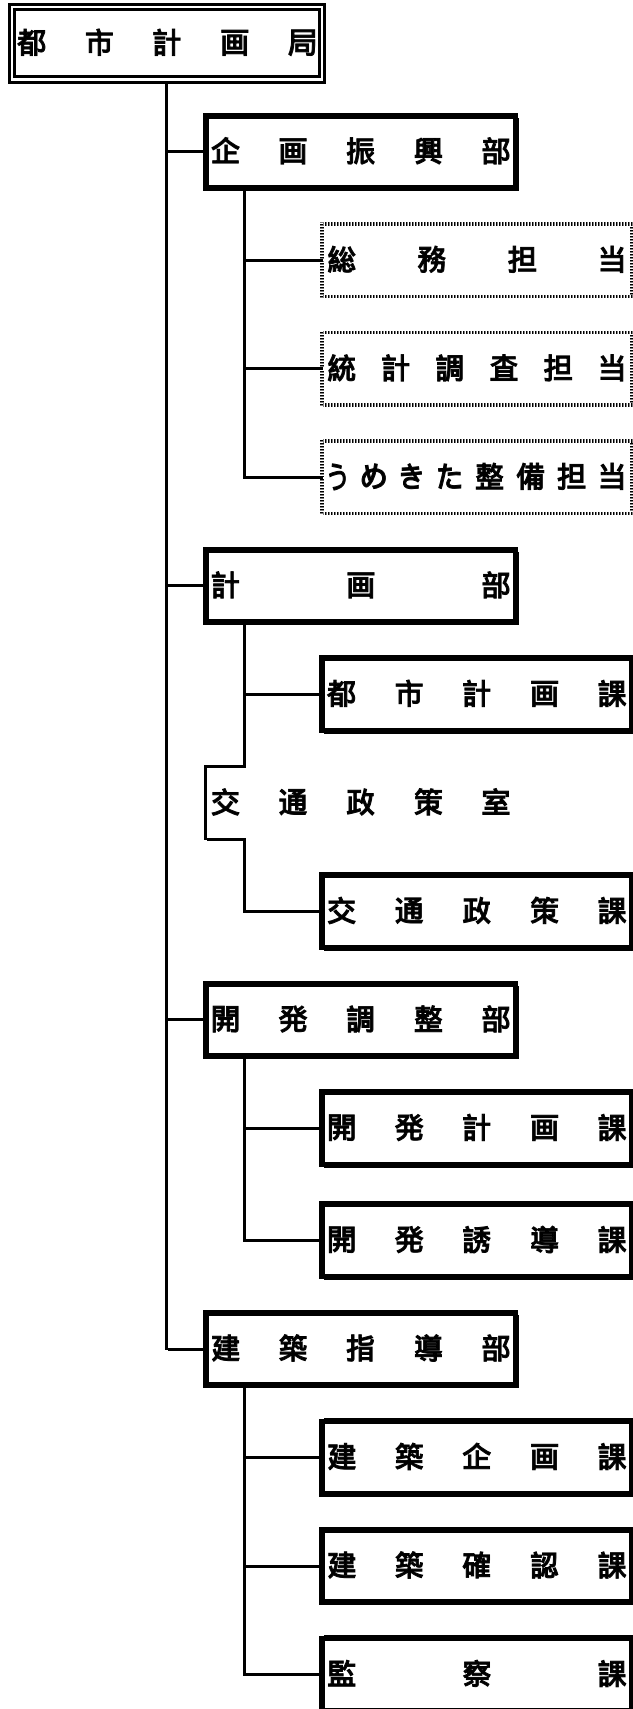 都市計画局
企画振興部
総務担当
統計調査担当
うめきた整備担当
計画部
都市計画課
交通政策室
交通政策課
開発調整部
開発計画課
開発誘導課
建築指導部
建築企画課
建築確認課
監察課